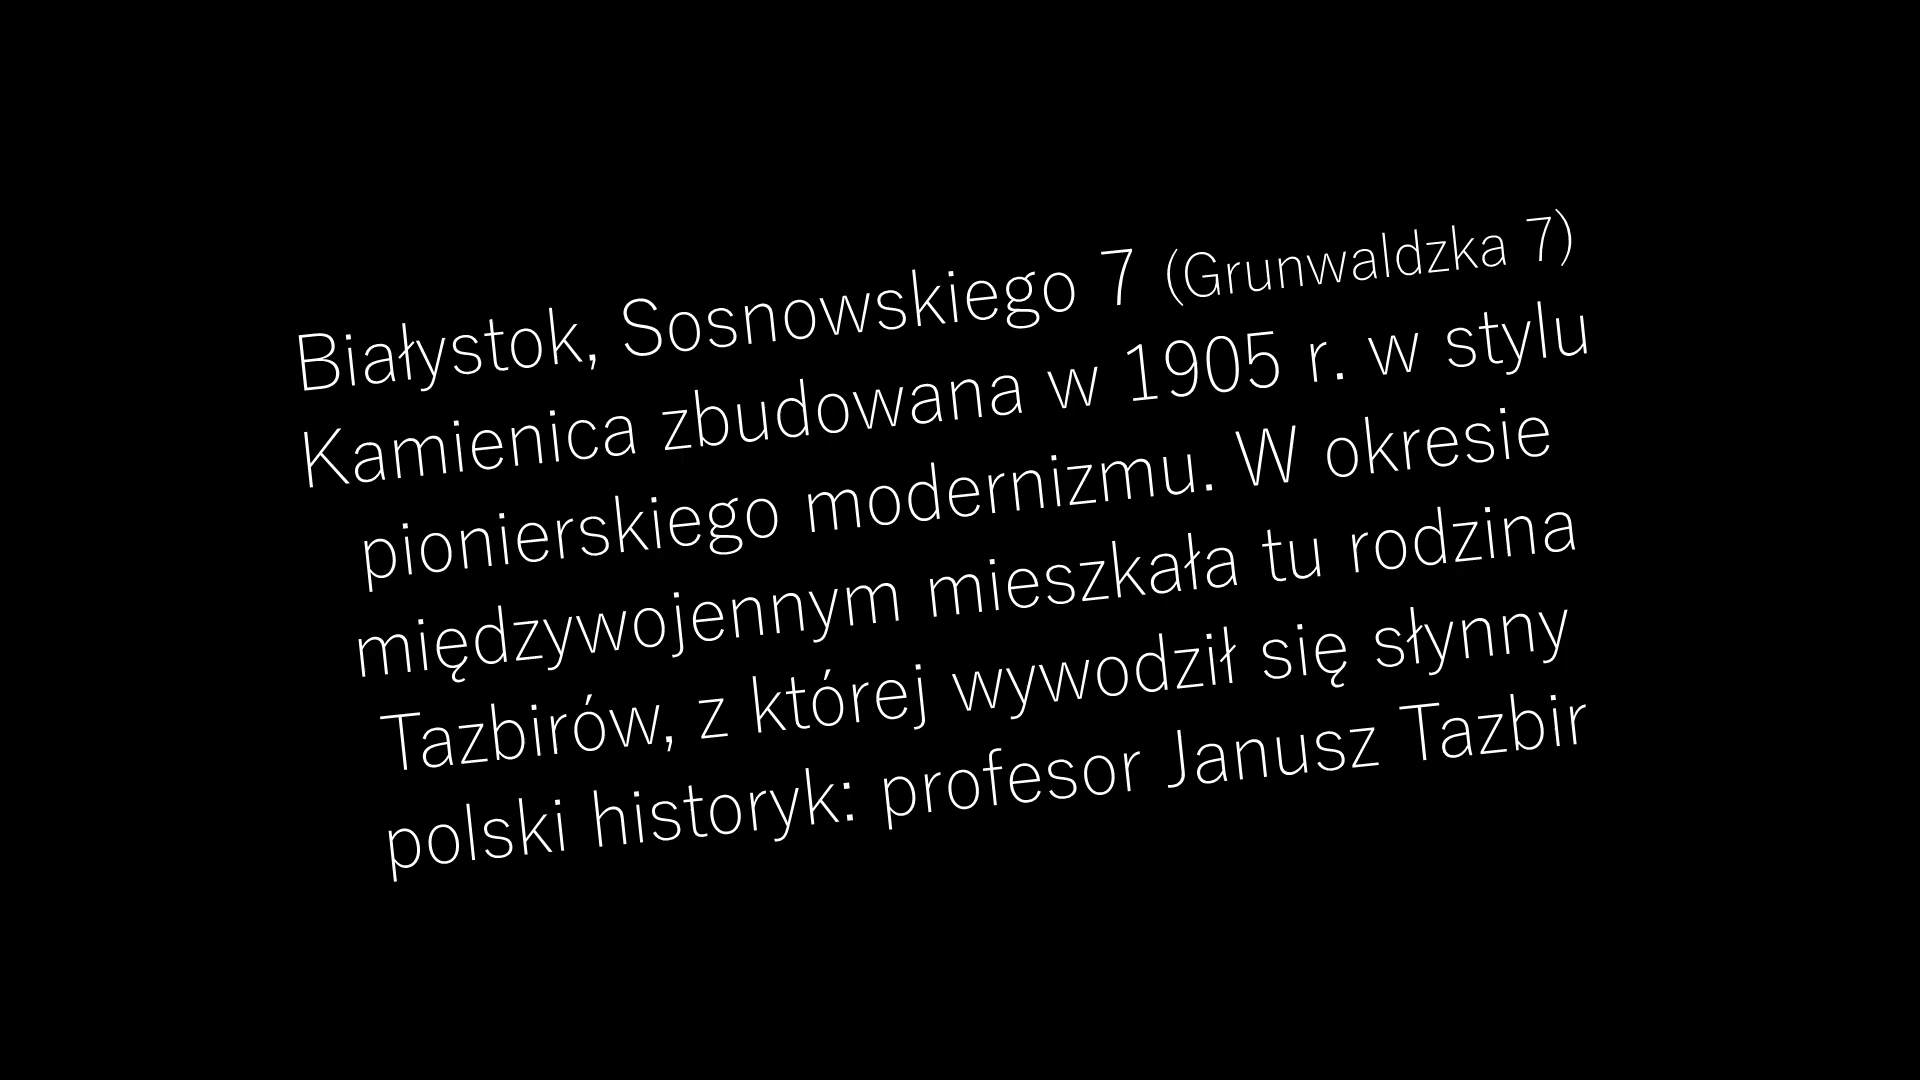 Białystok, Sosnowskiego 7 (Grunwaldzka 7)
Kamienica zbudowana w 1905 r. w stylu
pionierskiego modernizmu. W okresie
międzywojennym mieszkała tu rodzina
Tazbirów, z której wywodził się słynny
polski historyk: profesor Janusz Tazbir